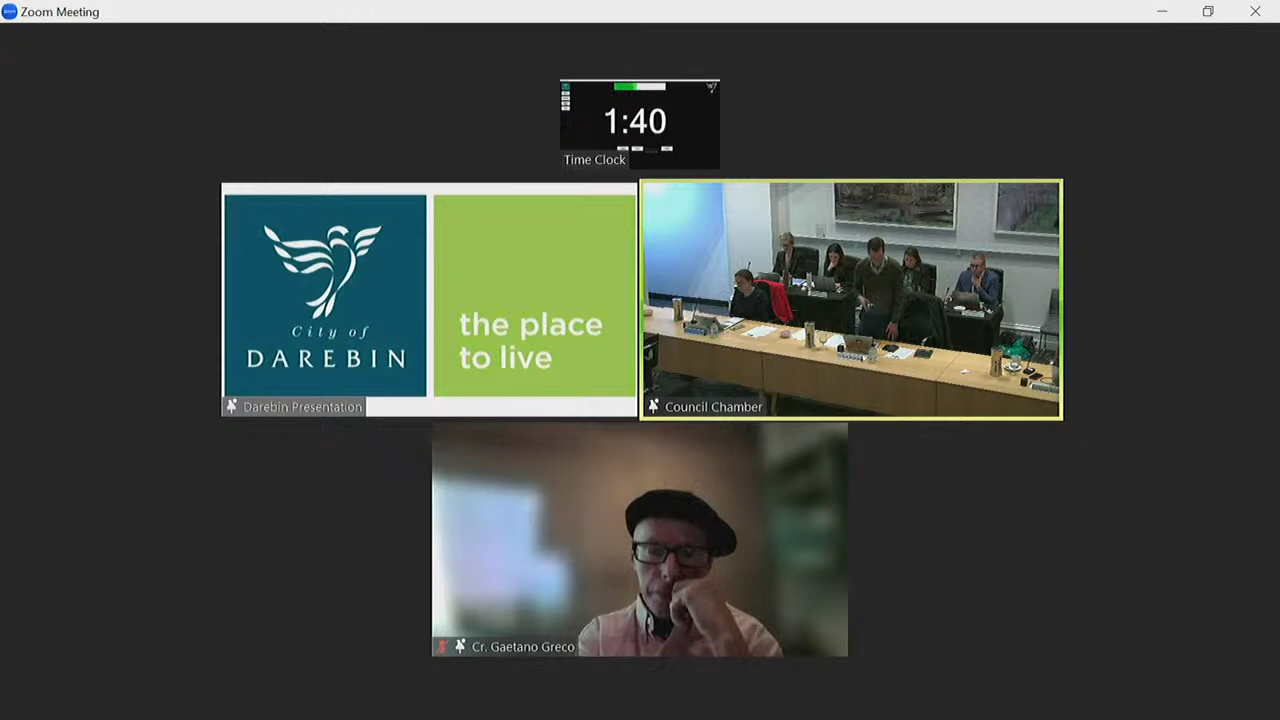 Zoom Meeting
1:40
Time Clock
City of
DAREBIN
the place
to live
Darebin Presentation
Council Chamber
Cr. Gaetano Greco